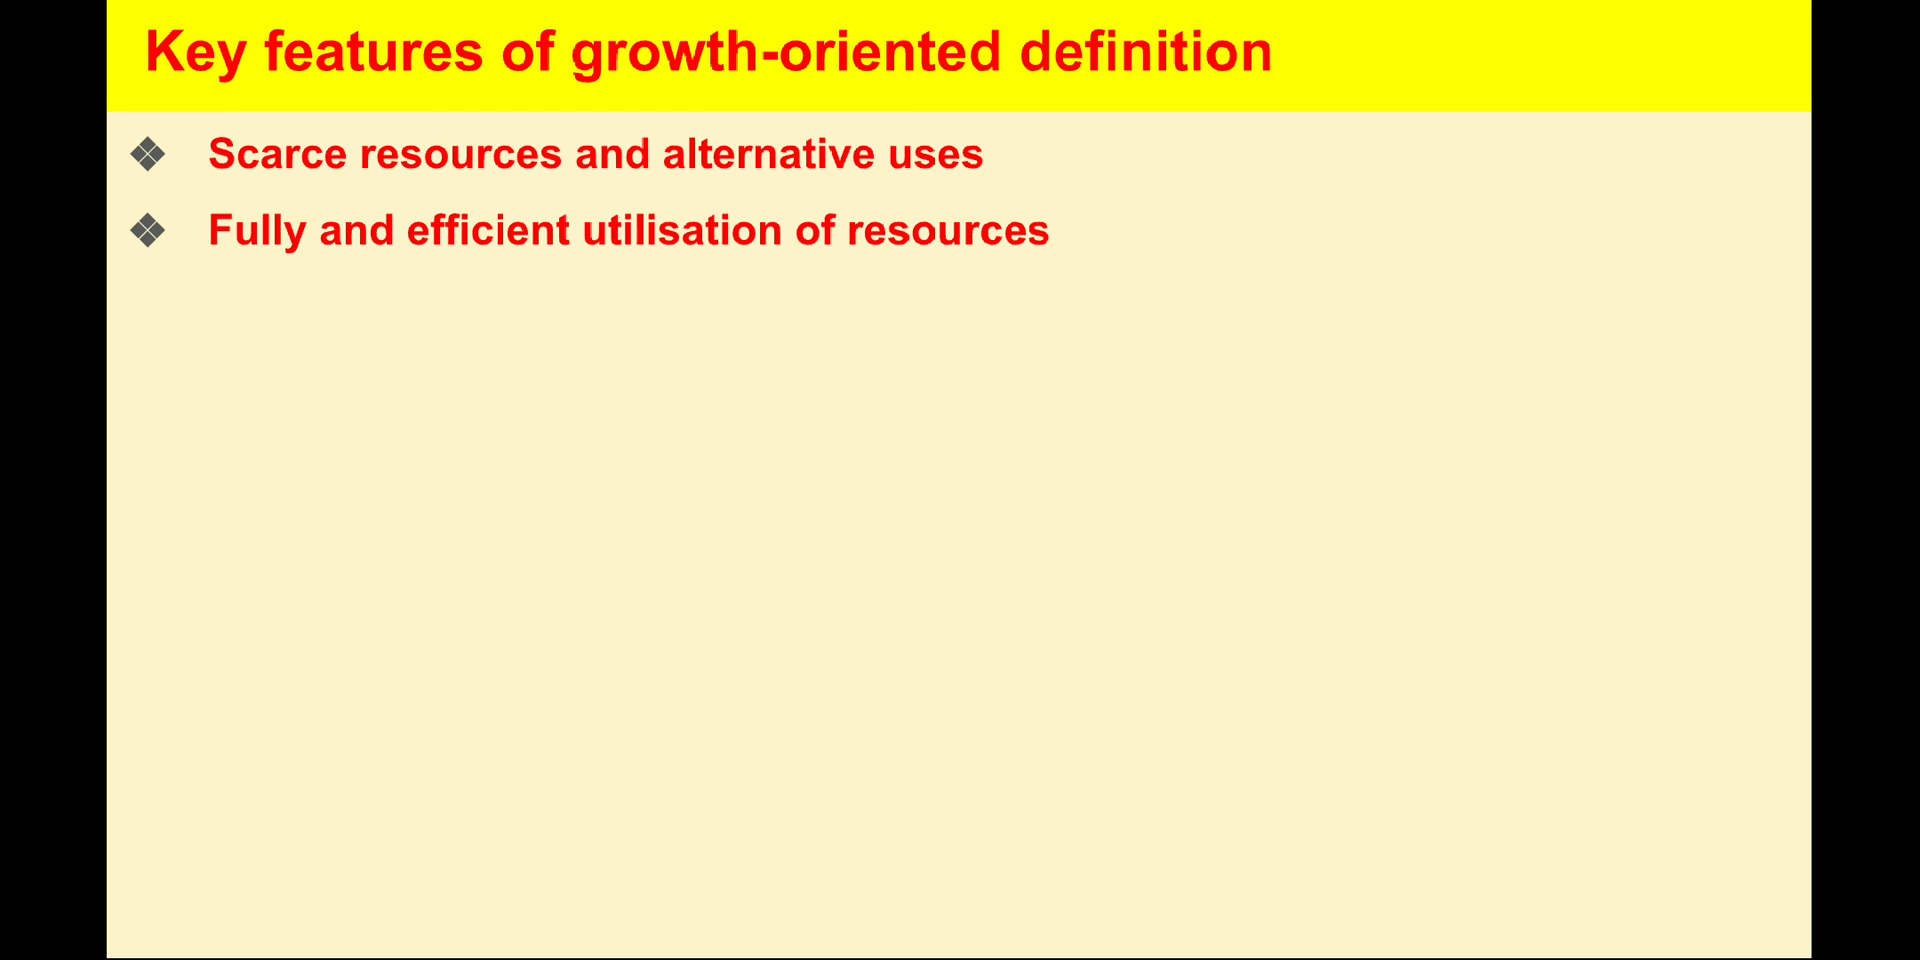 Key features of growth-oriented definition
Scarce resources and alternative uses
Fully and efficient utilisation of resources